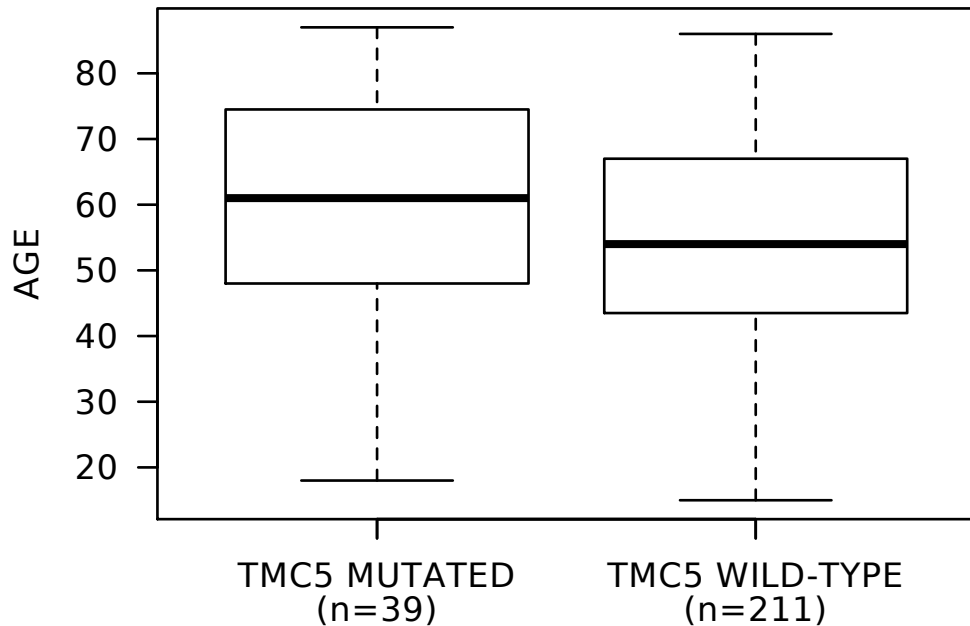 AGE
80
70
60
50
40
30
20
TMC5 MUTATED
(n=39)
TMC5 WILD-TYPE
(n=211)